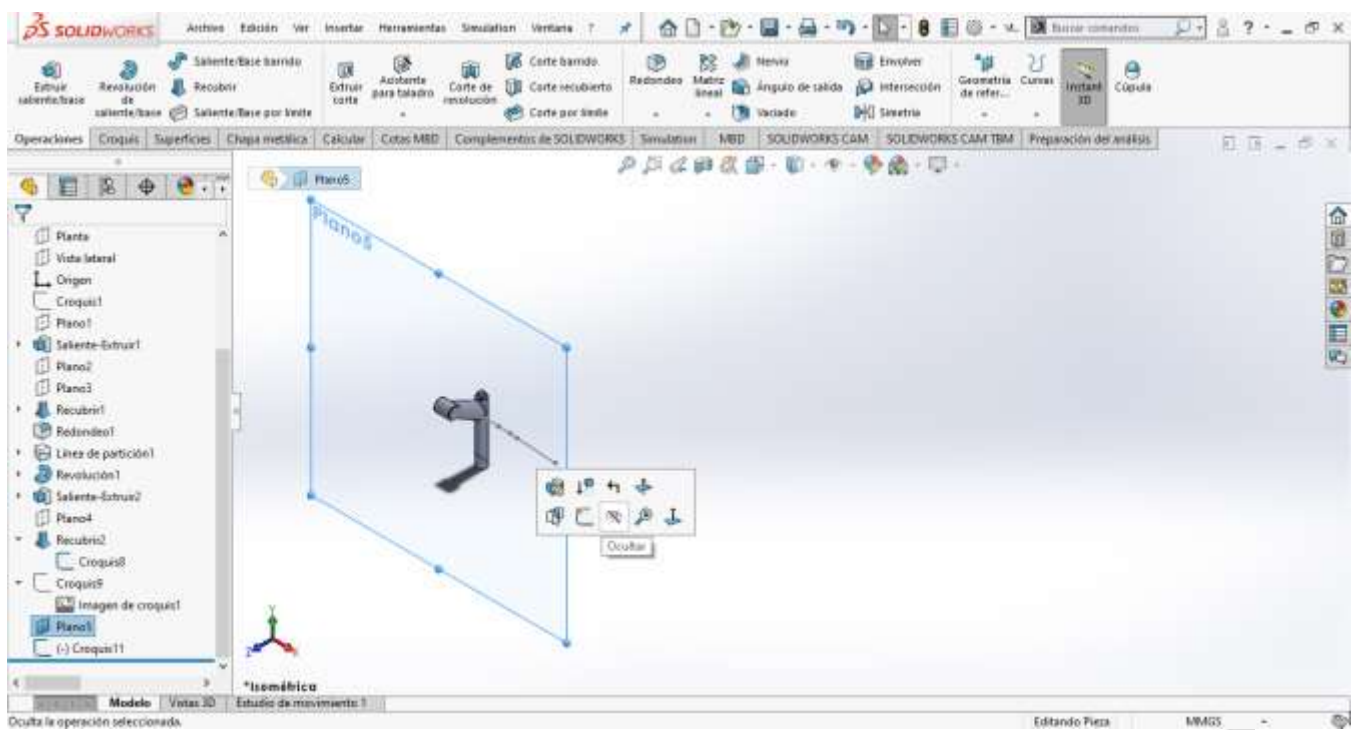 SOLIDWORKS Archivo Edición Ver Insertar Herramientas Simulation Ventana ? Buscar comandos
Extruir saliente/base
Revolución de saliente/base
Saliente/Base barrido
Recubrir
Saliente/Base por límite
Extruir corte
Asistente para taladro
Corte de revolución
Corte barrido
Corte recubierto
Corte por límite
Redondeo
Matriz lineal
Nervio
Ángulo de salida
Vaciado
Envolver
Intersección
Simetría
Geometría de refer...
Curvas
Instant 3D
Cúpula
Operaciones Croquis Superficies Chapa metálica Calcular Cotas MBD Complementos de SOLIDWORKS Simulation MBD SOLIDWORKS CAM SOLIDWORKS CAM TBM Preparación del análisis
Plano5
Plano5
Planta
Vista lateral
Origen
Croquis1
Plano1
Saliente-Extruir1
Plano2
Plano3
Recubrir1
Redondeo1
Línea de partición1
Revolución1
Saliente-Extruir2
Plano4
Recubrir2
Croquis8
Croquis9
Imagen de croquis1
Plano5
(-) Croquis11
Ocultar
Y
Z
X
*Isométrica
Modelo Vistas 3D Estudio de movimiento 1
Oculta la operación seleccionada. Editando Pieza MMGS